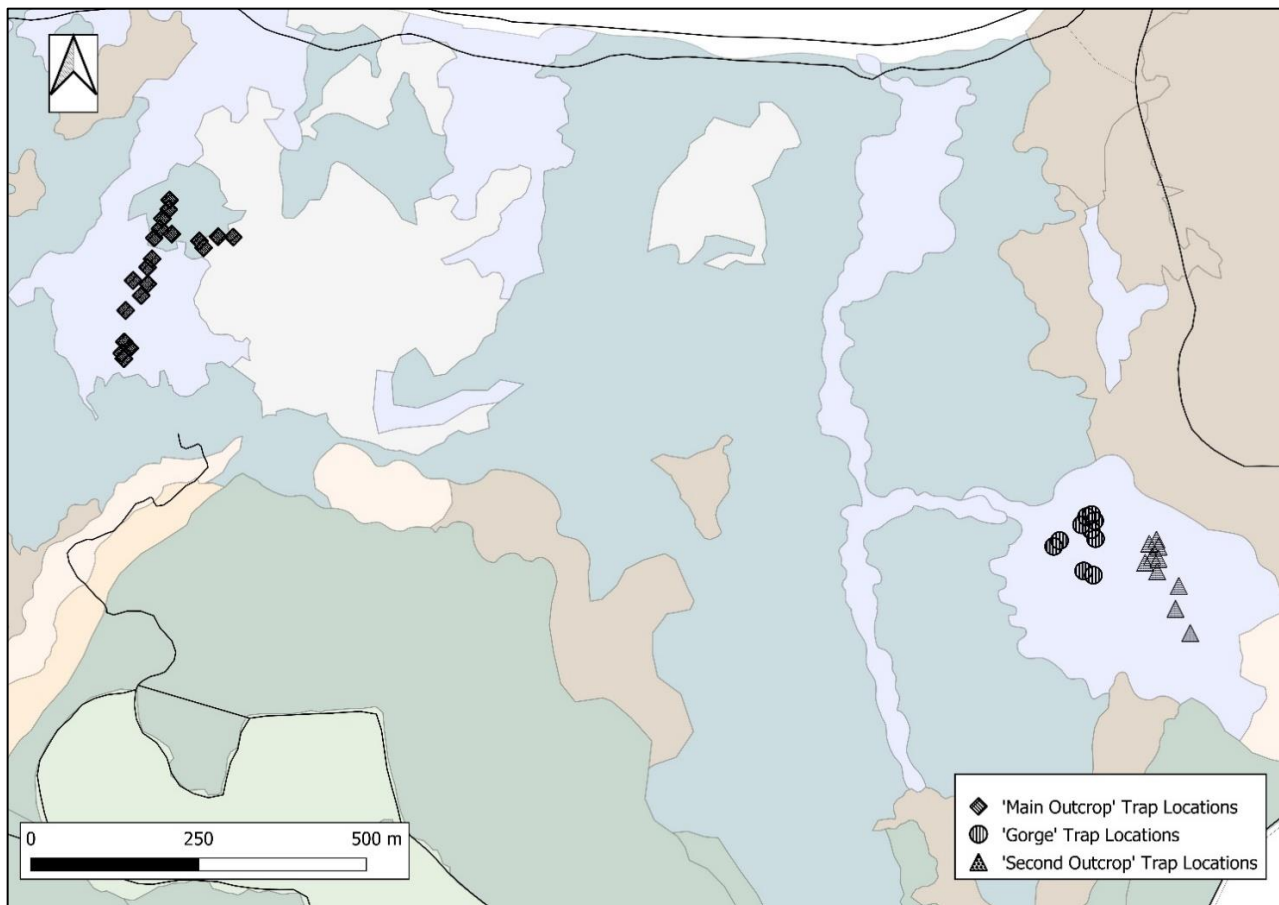 'Main Outcrop' Trap Locations
'Gorge' Trap Locations
'Second Outcrop' Trap Locations
0 250 500 m